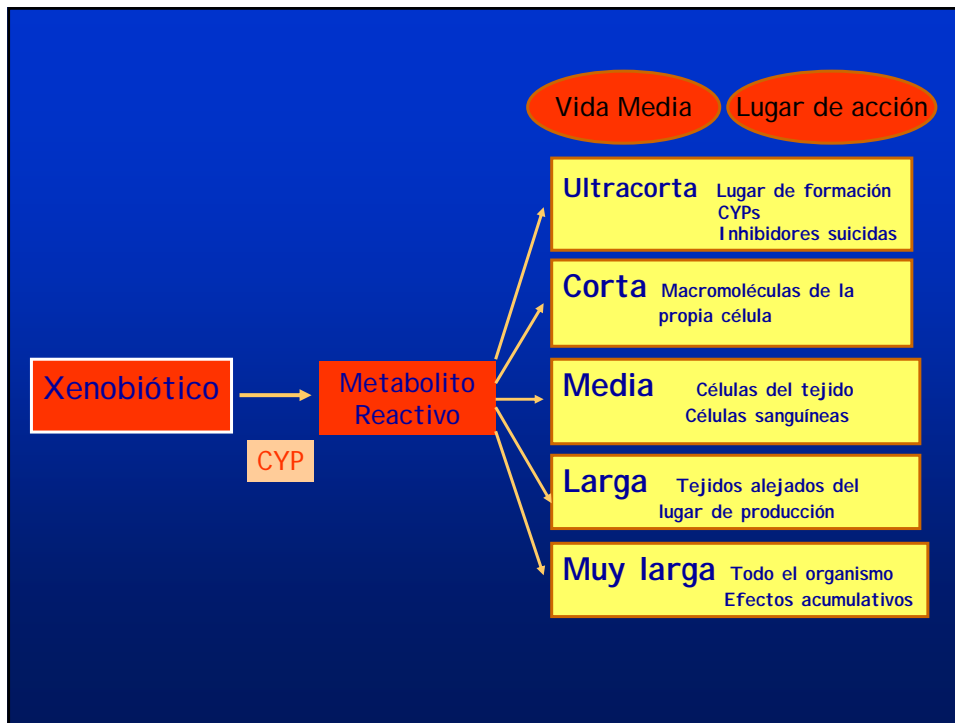 Vida Media
Lugar de acción
Ultracorta Lugar de formación
CYPs
Inhibidores suicidas
Corta Macromoléculas de la
propia célula
Xenobiótico
CYP
Metabolito
Reactivo
Media Células del tejido
Células sanguíneas
Larga Tejidos alejados del
lugar de producción
Muy larga Todo el organismo
Efectos acumulativos